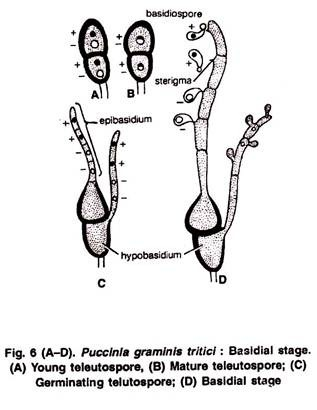 basidiospore
+
–
+
–
+
–
+
–
+
–
sterigma
A
B
+
+
–
–
epibasidium
+
+
–
–
hypobasidium
C
D
Fig. 6 (A–D). Puccinia graminis tritici : Basidial stage.
(A) Young teleutospore, (B) Mature teleutospore; (C)
Germinating telutospore; (D) Basidial stage